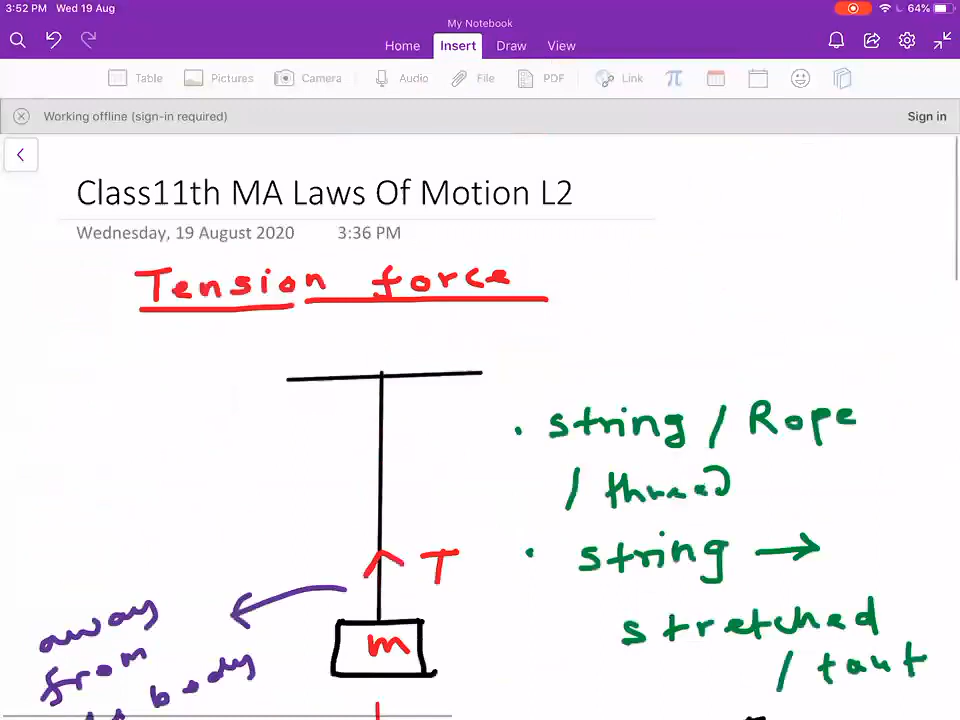 3:52 PM Wed 19 Aug
64%
My Notebook
Home Insert Draw View
Table Pictures Camera Audio File PDF Link
Working offline (sign-in required) Sign in
Class11th MA Laws Of Motion L2
Wednesday, 19 August 2020 3:36 PM
Tension force
• string / Rope
/ thread
• string →
stretched
/ taut
T
m
away
from
body